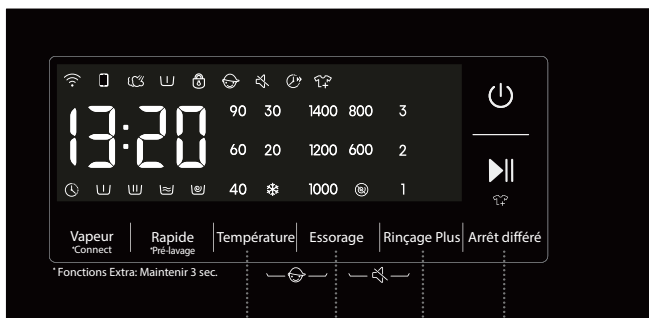 90 30 1400 800 3
13:20
60 20 1200 600 2
40 1000 1
Vapeur Rapide Température Essorage Rinçage Plus Arrêt différé
*Connect *Pré-lavage
*Fonctions Extra: Maintenir 3 sec.